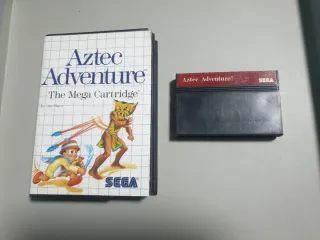 Aztec
Adventure
The Mega Cartridge
SEGA
Aztec Adventure
SEGA